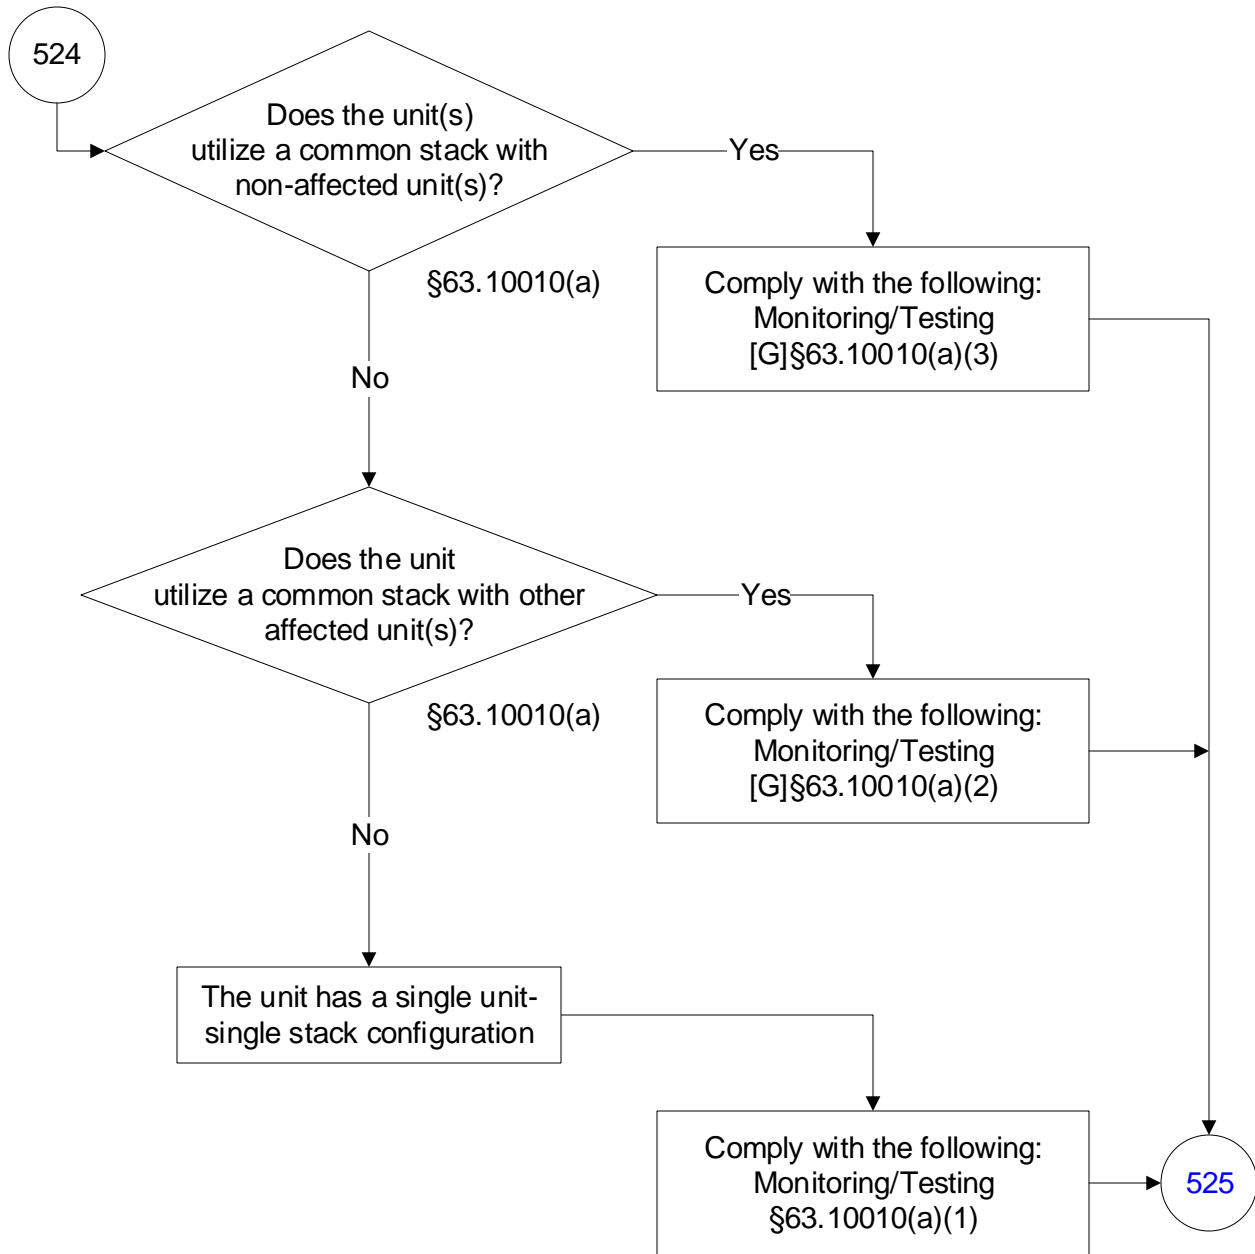 524
Does the unit(s)
utilize a common stack with
non-affected unit(s)?
Yes
§63.10010(a)
Comply with the following:
Monitoring/Testing
[G]§63.10010(a)(3)
No
Does the unit
utilize a common stack with other
affected unit(s)?
Yes
§63.10010(a)
Comply with the following:
Monitoring/Testing
[G]§63.10010(a)(2)
No
The unit has a single unit-
single stack configuration
Comply with the following:
Monitoring/Testing
§63.10010(a)(1)
525